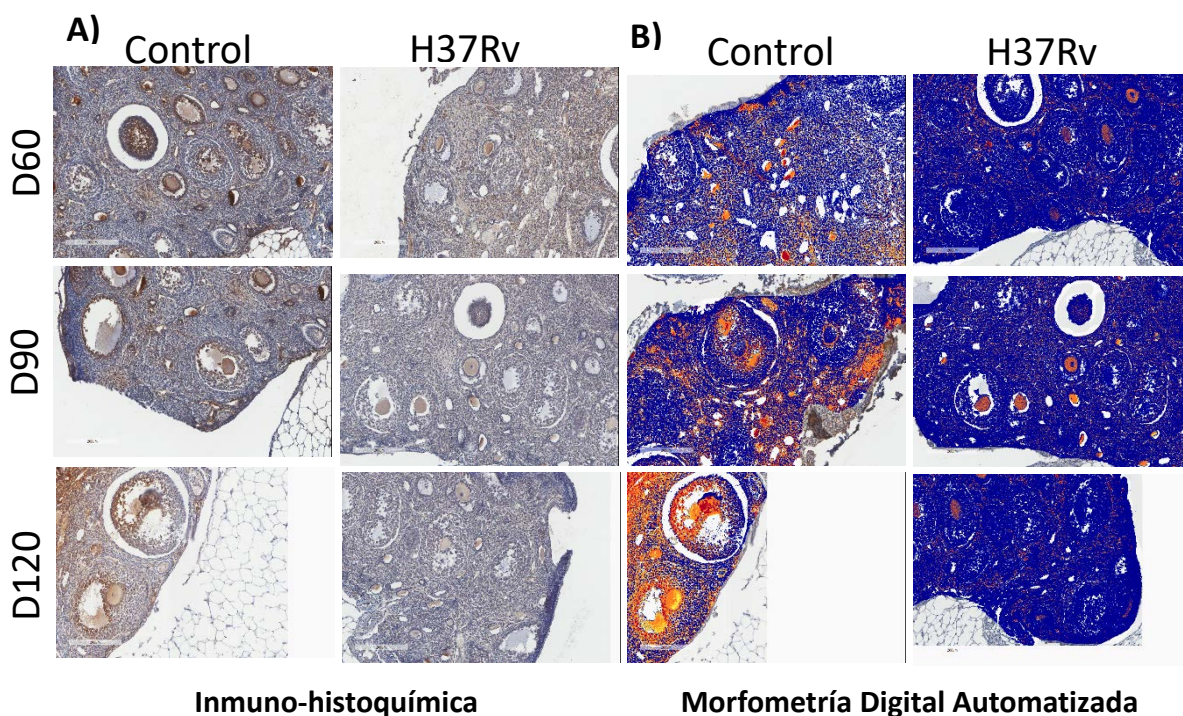 A)
Control
H37Rv
B)
Control
H37Rv
D60
D90
D120
Inmuno-histoquímica
Morfometría Digital Automatizada